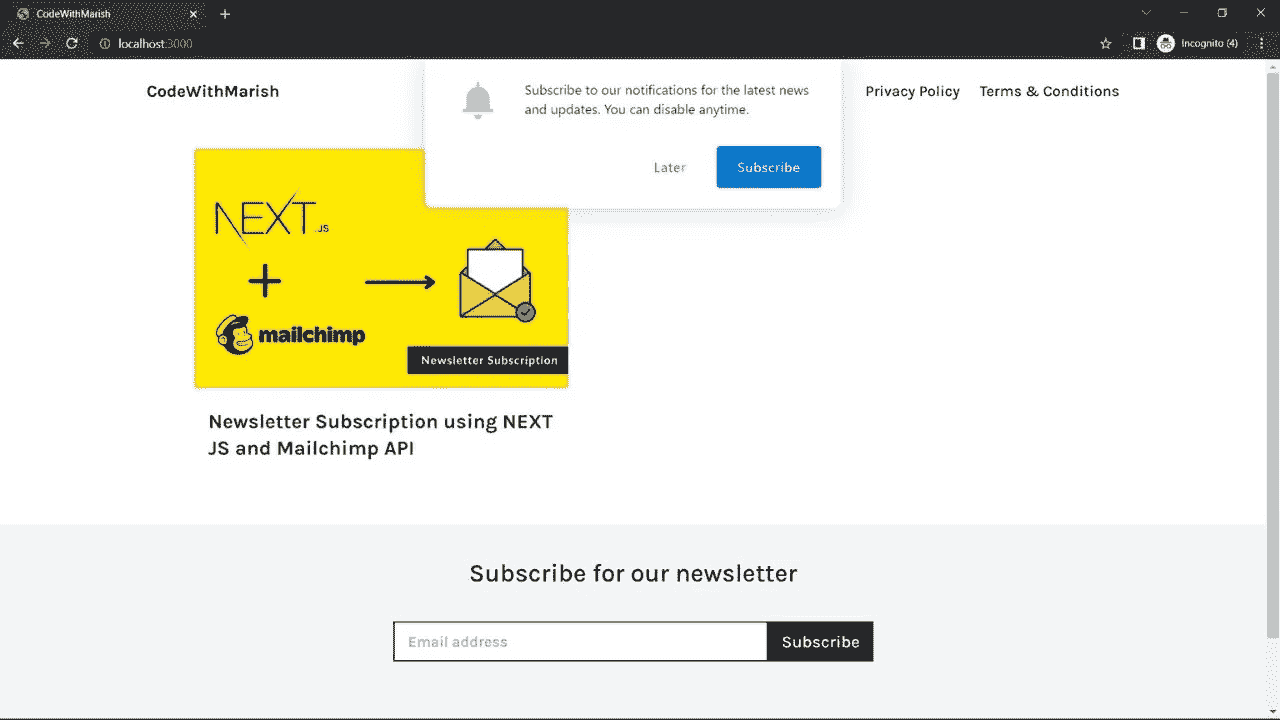 CodeWithMarish
localhost:3000
Incognito (4)
CodeWithMarish
Subscribe to our notifications for the latest news
and updates. You can disable anytime.
Later
Subscribe
Privacy Policy
Terms & Conditions
NEXT.JS
+
mailchimp
Newsletter Subscription
Newsletter Subscription using NEXT
JS and Mailchimp API
Subscribe for our newsletter
Email address
Subscribe